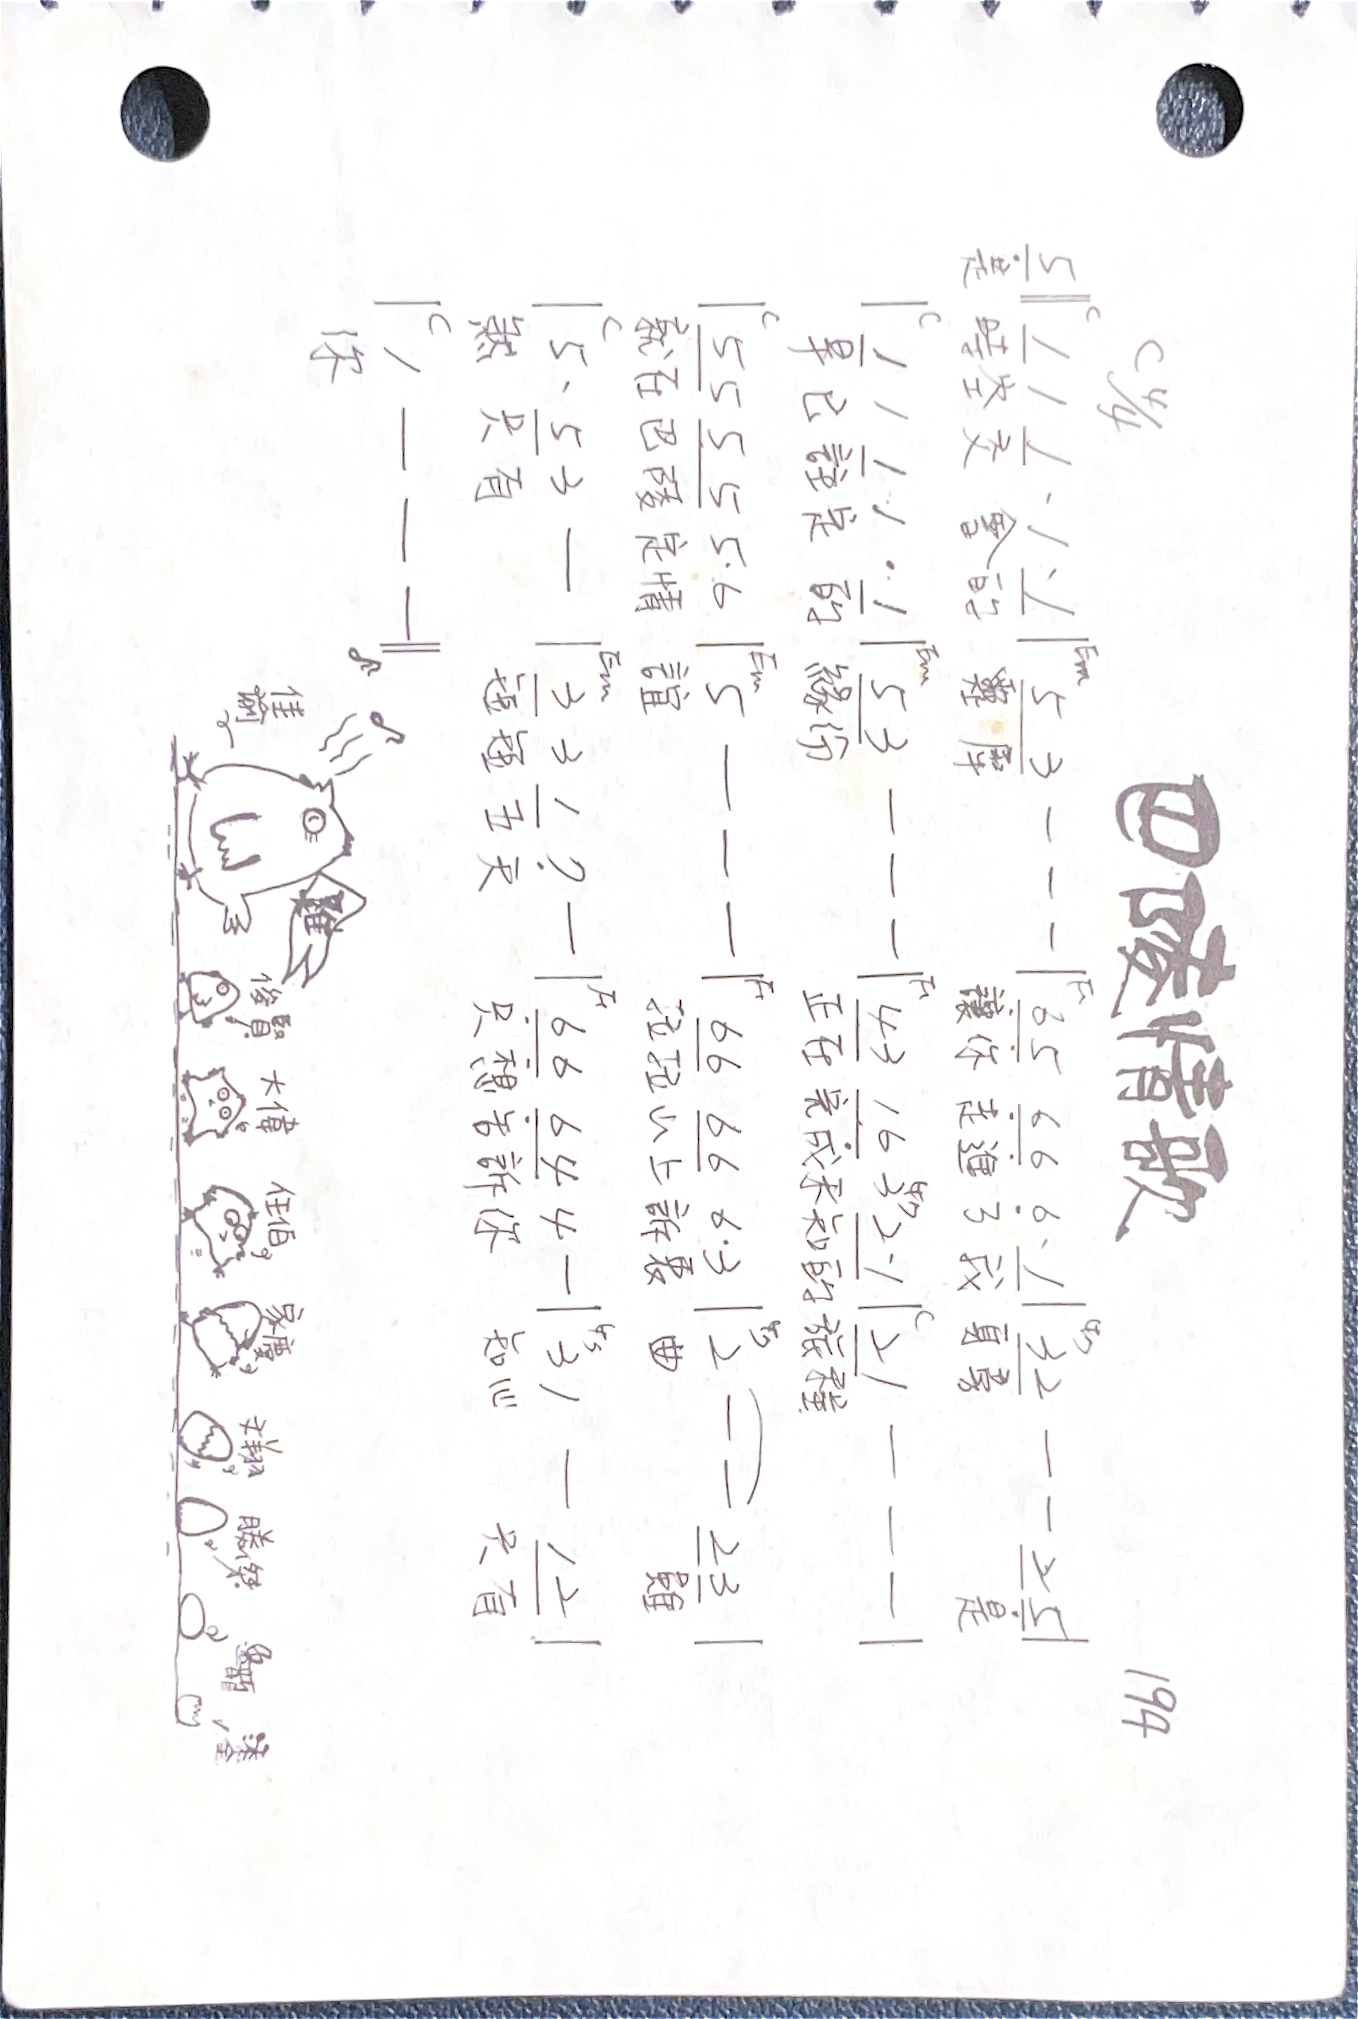 巴陵情歌
C 4/4
194
C Em F G7
5 ‖ 1 1 1 · 1 · 1 | 5 3 — — — | 6 5 6 6 6 · 1 | 3 2 — — 2 5 |
是 時空交 會的 靈犀 讓你 走進了我 身旁 是
C Em F G7 C
| 1 1 1 · 1 · 1 | 5 3 — — — | 4 3 1 6 3 2 · 1 | 2 1 — — — |
早已註定 的 緣份 正在完成未知的旅程
C Em F G7
| 5 5 5 5 5 · 6 | 5 — — — | 6 6 6 6 6 · 3 | 2 — — 2 3 |
就在巴陵定情 誼 拉拉山上訴衷 曲 雖
C Em F G7
| 5 · 5 3 — | 3 3 1 7 — | 6 6 6 4 4 — | 3 1 — 1 2 |
然 只有 短短五天 只想告訴你 知心 只有
C
| 1 — — — ‖
你
雞
佳瑜
俊賢
大偉
任伯
家慶
文翔
勝傑